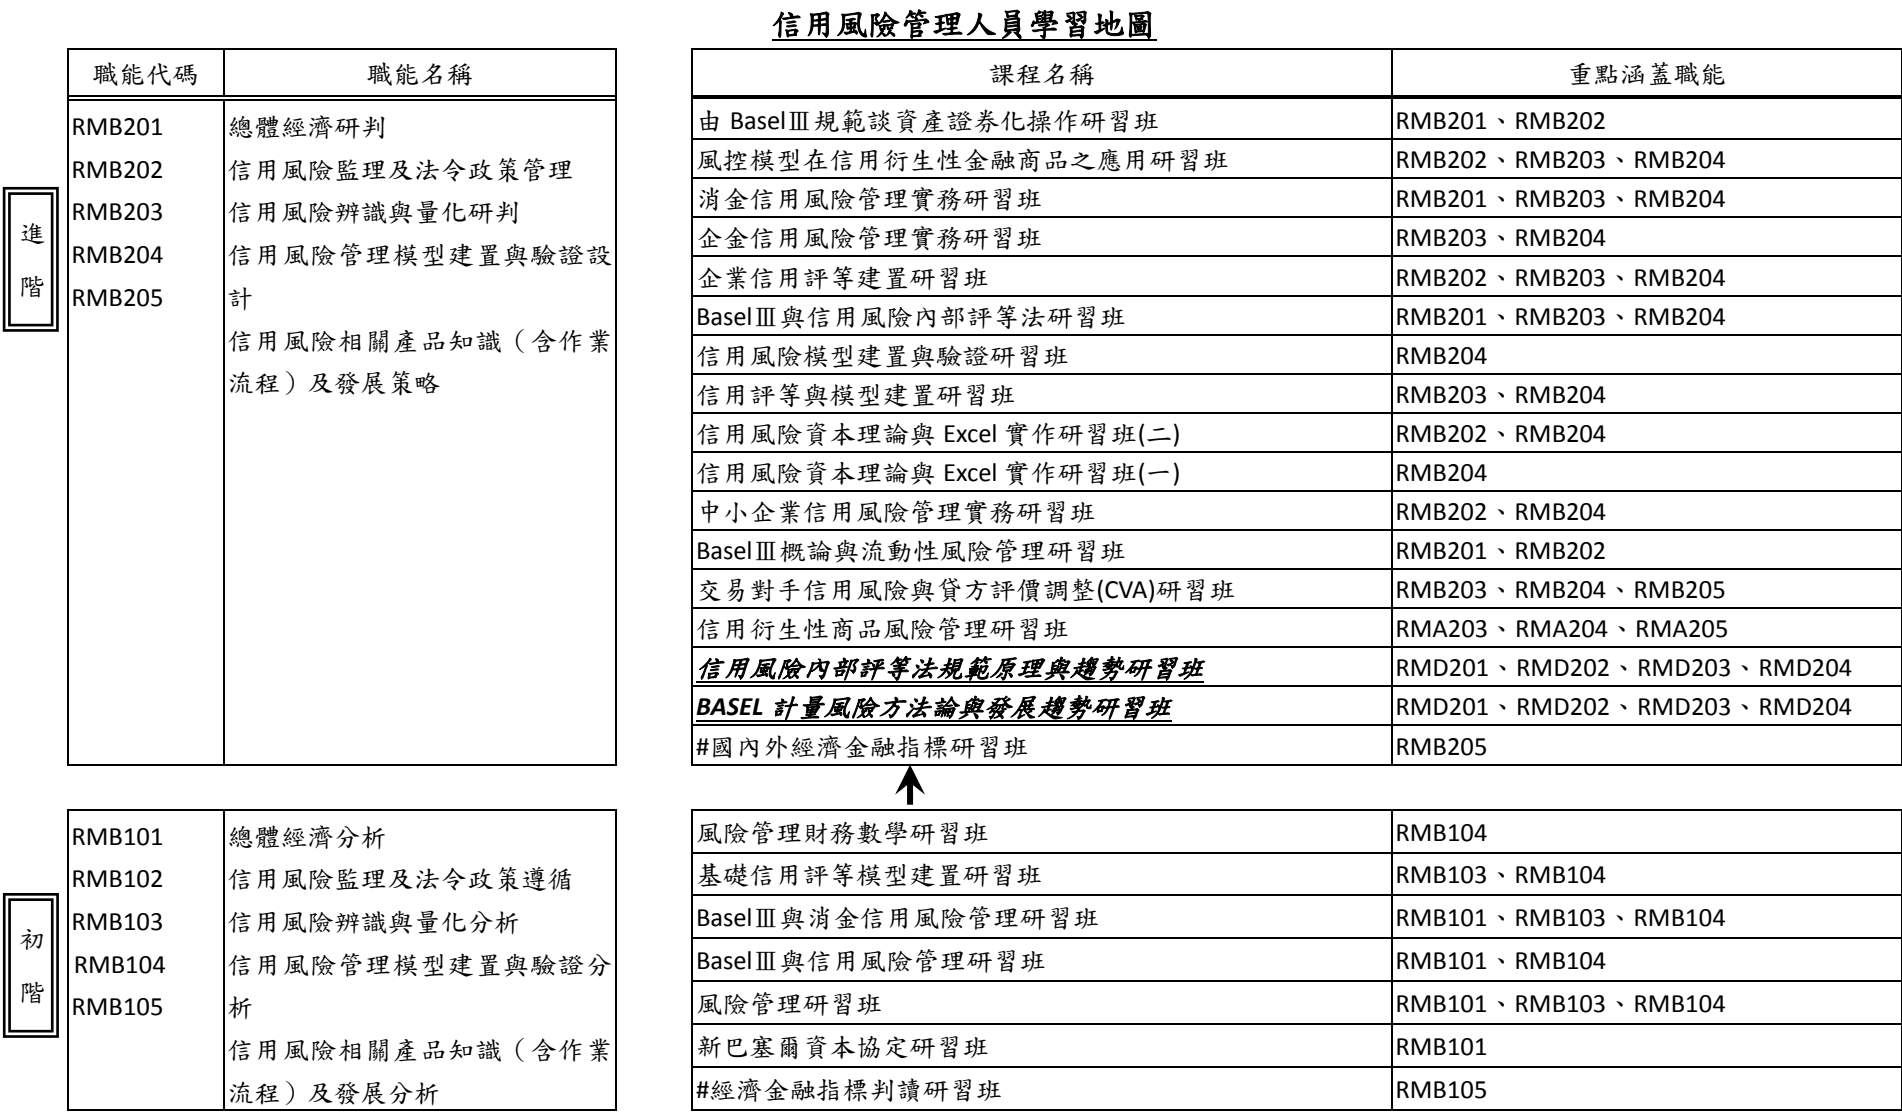 信用風險管理人員學習地圖
職能代碼 職能名稱
進
階
RMB201
RMB202
RMB203
RMB204
RMB205
總體經濟研判
信用風險監理及法令政策管理
信用風險辨識與量化研判
信用風險管理模型建置與驗證設
計
信用風險相關產品知識（含作業
流程）及發展策略
課程名稱 重點涵蓋職能
由 BaselⅢ規範談資產證券化操作研習班 RMB201、RMB202
風控模型在信用衍生性金融商品之應用研習班 RMB202、RMB203、RMB204
消金信用風險管理實務研習班 RMB201、RMB203、RMB204
企金信用風險管理實務研習班 RMB203、RMB204
企業信用評等建置研習班 RMB202、RMB203、RMB204
BaselⅢ與信用風險內部評等法研習班 RMB201、RMB203、RMB204
信用風險模型建置與驗證研習班 RMB204
信用評等與模型建置研習班 RMB203、RMB204
信用風險資本理論與 Excel 實作研習班(二) RMB202、RMB204
信用風險資本理論與 Excel 實作研習班(一) RMB204
中小企業信用風險管理實務研習班 RMB202、RMB204
BaselⅢ概論與流動性風險管理研習班 RMB201、RMB202
交易對手信用風險與貸方評價調整(CVA)研習班 RMB203、RMB204、RMB205
信用衍生性商品風險管理研習班 RMA203、RMA204、RMA205
信用風險內部評等法規範原理與趨勢研習班 RMD201、RMD202、RMD203、RMD204
BASEL 計量風險方法論與發展趨勢研習班 RMD201、RMD202、RMD203、RMD204
#國內外經濟金融指標研習班 RMB205
初
階
RMB101
RMB102
RMB103
RMB104
RMB105
總體經濟分析
信用風險監理及法令政策遵循
信用風險辨識與量化分析
信用風險管理模型建置與驗證分
析
信用風險相關產品知識（含作業
流程）及發展分析
風險管理財務數學研習班 RMB104
基礎信用評等模型建置研習班 RMB103、RMB104
BaselⅢ與消金信用風險管理研習班 RMB101、RMB103、RMB104
BaselⅢ與信用風險管理研習班 RMB101、RMB104
風險管理研習班 RMB101、RMB103、RMB104
新巴塞爾資本協定研習班 RMB101
#經濟金融指標判讀研習班 RMB105